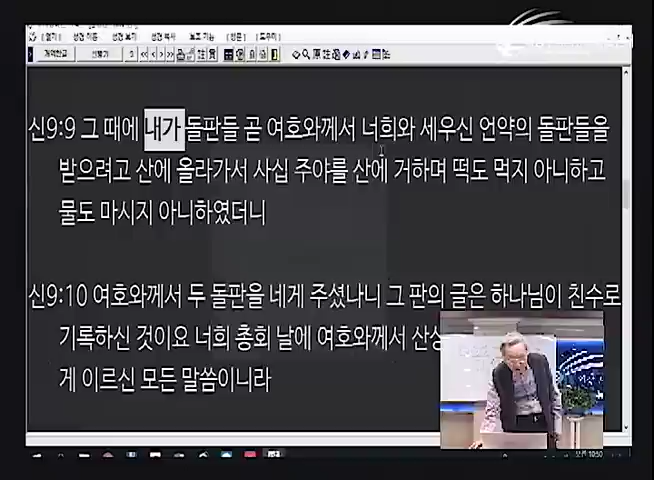 신9:9 그 때에 내가 돌판들 곧 여호와께서 너희와 세우신 언약의 돌판들을
받으려고 산에 올라가서 사십 주야를 산에 거하며 떡도 먹지 아니하고
물도 마시지 아니하였더니
신9:10 여호와께서 두 돌판을 네게 주셨나니 그 판의 글은 하나님이 친수로
기록하신 것이요 너희 총회 날에 여호와께서 산상
게 이르신 모든 말씀이니라